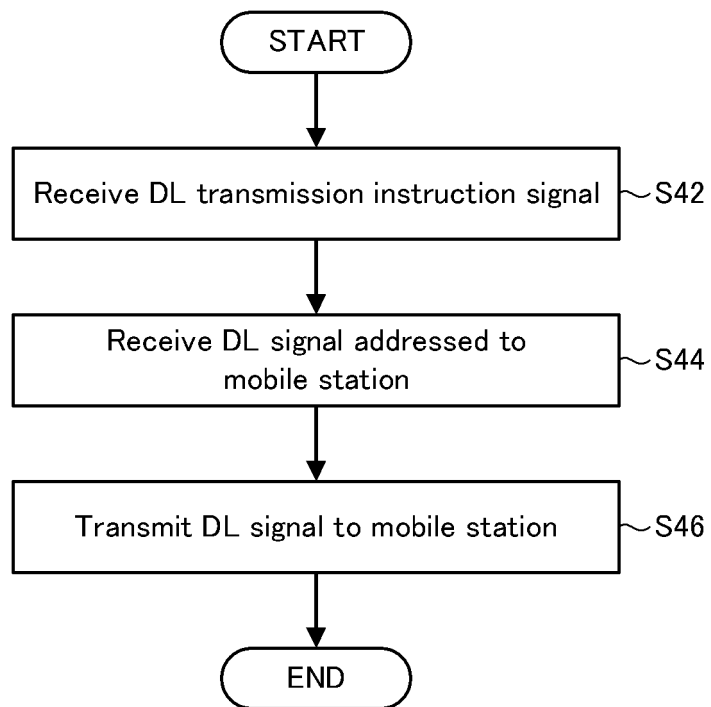 START
Receive DL transmission instruction signal
S42
Receive DL signal addressed to
mobile station
S44
Transmit DL signal to mobile station
S46
END